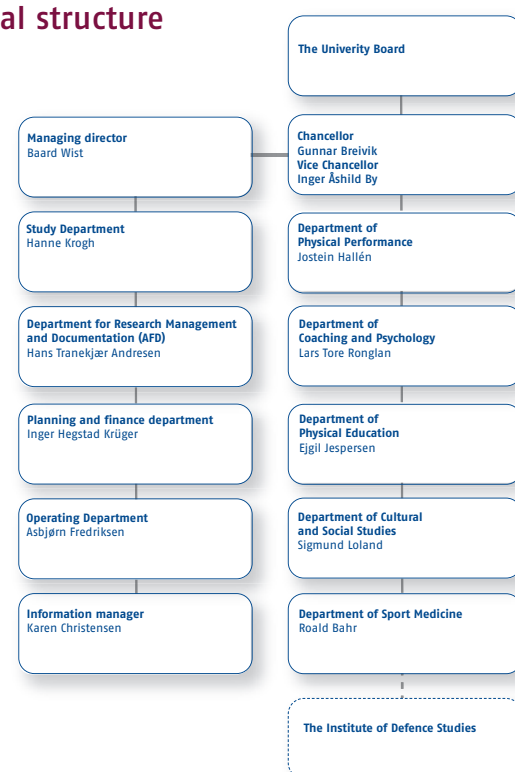 al structure
The Univerity Board
Managing director
Baard Wist
Chancellor
Gunnar Breivik
Vice Chancellor
Inger Åshild By
Study Department
Hanne Krogh
Department of
Physical Performance
Jostein Hallén
Department for Research Management
and Documentation (AFD)
Hans Tranekjær Andresen
Department of
Coaching and Psychology
Lars Tore Ronglan
Planning and finance department
Inger Hegstad Krüger
Department of
Physical Education
Ejgil Jespersen
Operating Department
Asbjørn Fredriksen
Department of Cultural
and Social Studies
Sigmund Loland
Information manager
Karen Christensen
Department of Sport Medicine
Roald Bahr
The Institute of Defence Studies